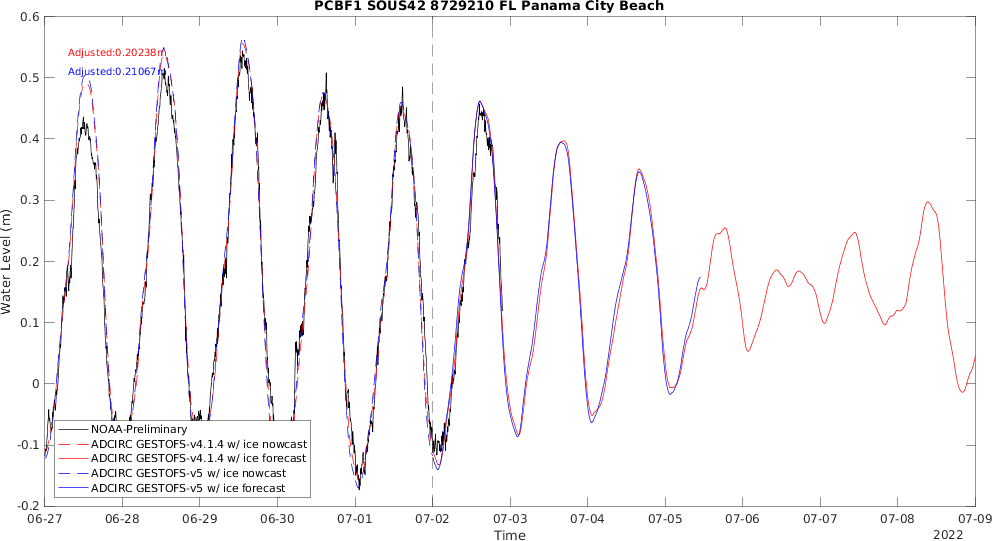 PCBF1 SOUS42 8729210 FL Panama City Beach
0.6
0.5
0.4
0.3
0.2
0.1
0
-0.1
-0.2
Water Level (m)
Adjusted:0.20238
Adjusted:0.21067
NOAA-Preliminary
ADCIRC GESTOFS-v4.1.4 w/ ice nowcast
ADCIRC GESTOFS-v4.1.4 w/ ice forecast
ADCIRC GESTOFS-v5 w/ ice nowcast
ADCIRC GESTOFS-v5 w/ ice forecast
06-27 06-28 06-29 06-30 07-01 07-02 07-03 07-04 07-05 07-06 07-07 07-08 07-09
Time
2022